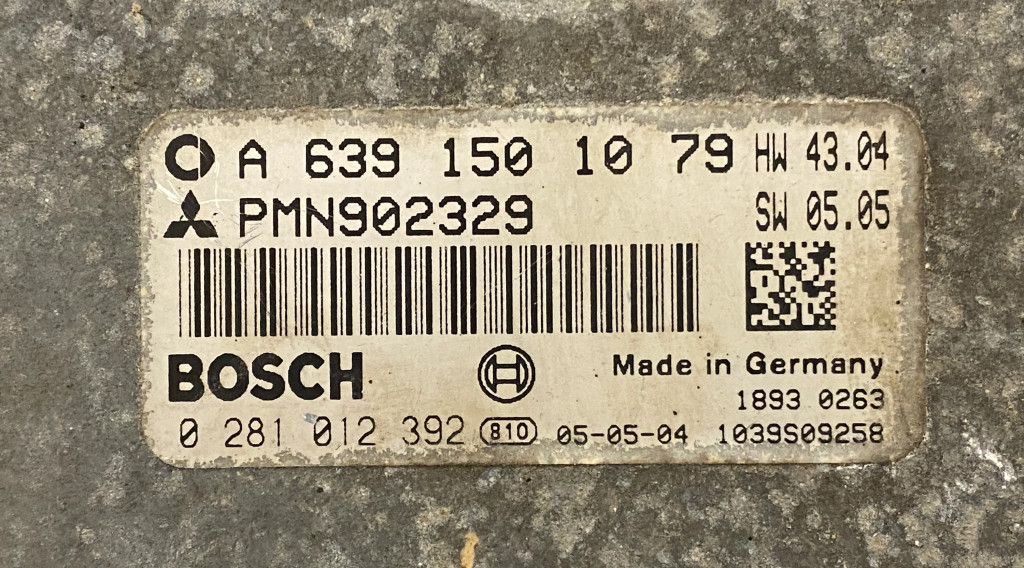 A 639 150 10 79 HW 43.04
PMN902329 SW 05.05
BOSCH Made in Germany
1893 0263
0 281 012 392 810 05-05-04 1039S09258